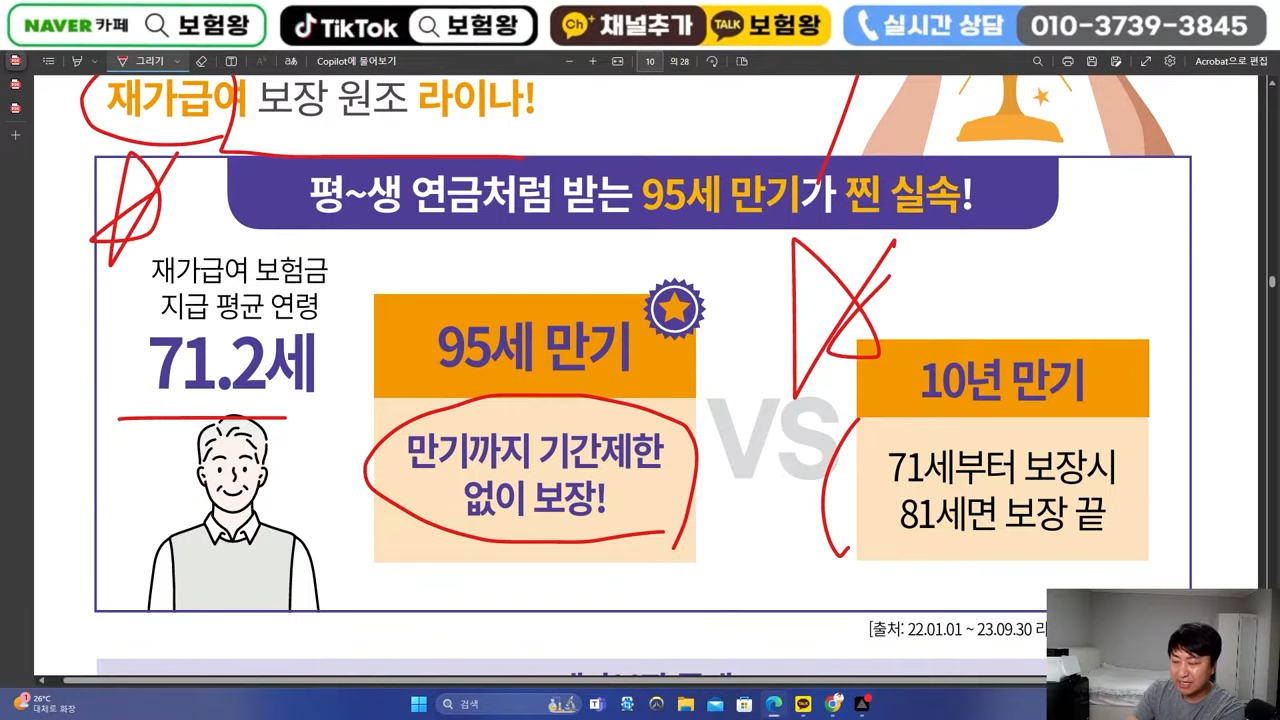 NAVER 카페 보험왕
TikTok 보험왕
Ch+ 채널추가 TALK 보험왕
실시간 상담 010-3739-3845
그리기
Copilot에 물어보기
10 의 28
Acrobat으로 편집
재가급여 보장 원조 라이나!
평~생 연금처럼 받는 95세 만기가 찐 실속!
재가급여 보험금
지급 평균 연령
71.2세
95세 만기
만기까지 기간제한
없이 보장!
VS
10년 만기
71세부터 보장시
81세면 보장 끝
[출처: 22.01.01 ~ 23.09.30
26°C
대체로 화창
검색